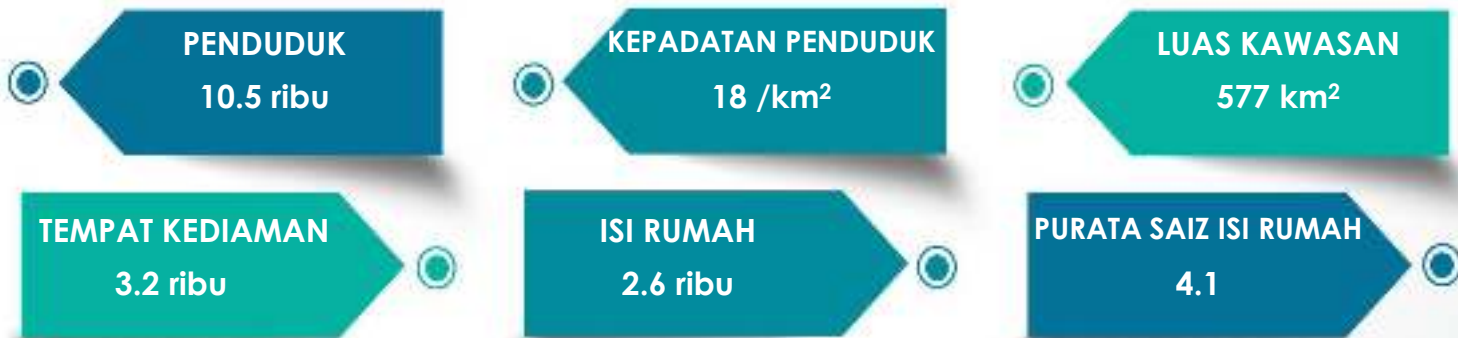 PENDUDUK
10.5 ribu
KEPADATAN PENDUDUK
18 /km²
LUAS KAWASAN
577 km²
TEMPAT KEDIAMAN
3.2 ribu
ISI RUMAH
2.6 ribu
PURATA SAIZ ISI RUMAH
4.1